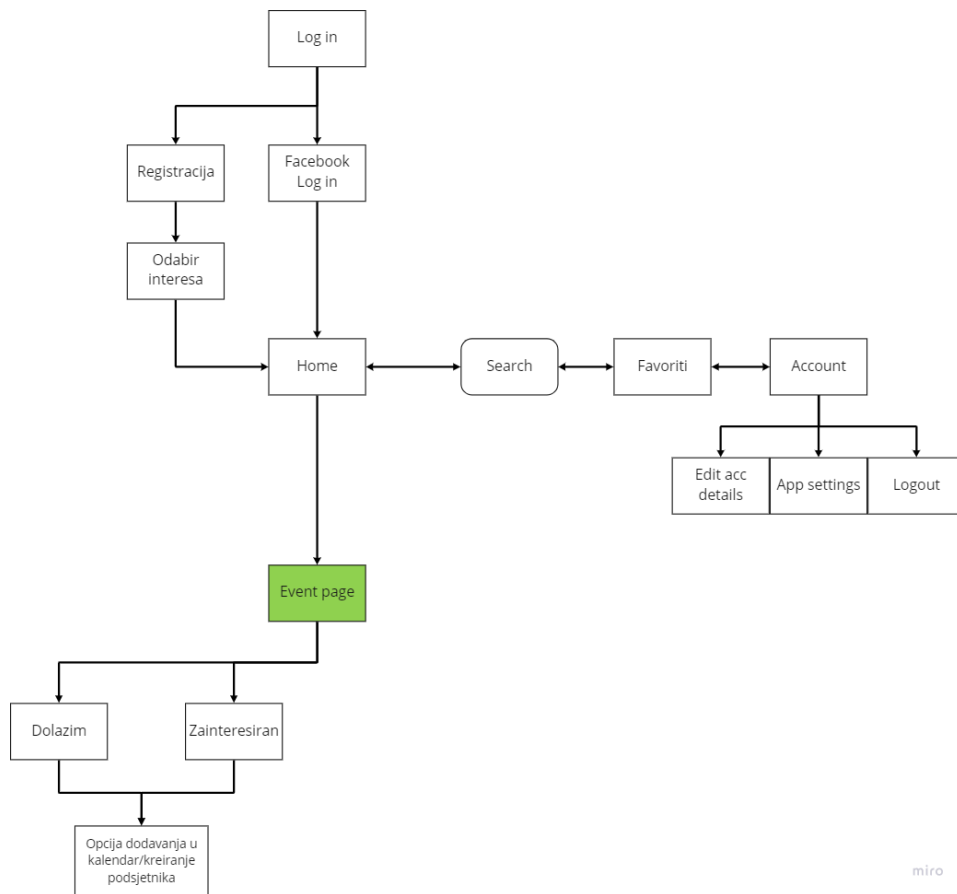 Log in
Registracija
Facebook
Log in
Odabir
interesa
Home
Search
Favoriti
Account
Edit acc
details
App settings
Logout
Event page
Dolazim
Zainteresiran
Opcija dodavanja u
kalendar/kreiranje
podsjetnika
miro